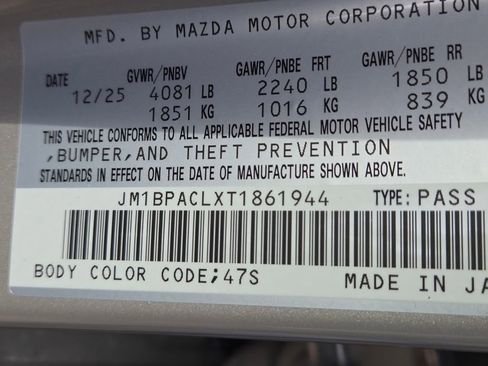 MFD. BY MAZDA MOTOR CORPORATION
DATE GVWR/PNBV GAWR/PNBE FRT GAWR/PNBE RR
12/25 4081 LB 2240 LB 1850 LB
1851 KG 1016 KG 839 KG
THIS VEHICLE CONFORMS TO ALL APPLICABLE FEDERAL MOTOR VEHICLE SAFETY
,BUMPER,AND THEFT PREVENTION
STANDARDS IN EFFECT ON THE DATE OF MANUFACTURE SHOWN ABOVE.
JM1BPACLXT1861944 TYPE: PASS
BODY COLOR CODE;47S MADE IN JA